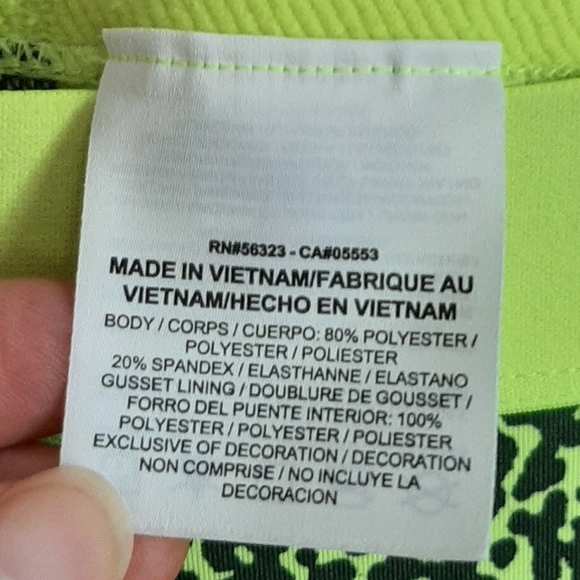 RN#56323 - CA#05553
MADE IN VIETNAM/FABRIQUE AU
VIETNAM/HECHO EN VIETNAM
BODY / CORPS / CUERPO: 80% POLYESTER /
POLYESTER / POLIESTER
20% SPANDEX / ELASTHANNE / ELASTANO
GUSSET LINING / DOUBLURE DE GOUSSET /
FORRO DEL PUENTE INTERIOR: 100%
POLYESTER / POLYESTER / POLIESTER
EXCLUSIVE OF DECORATION / DECORATION
NON COMPRISE / NO INCLUYE LA
DECORACION